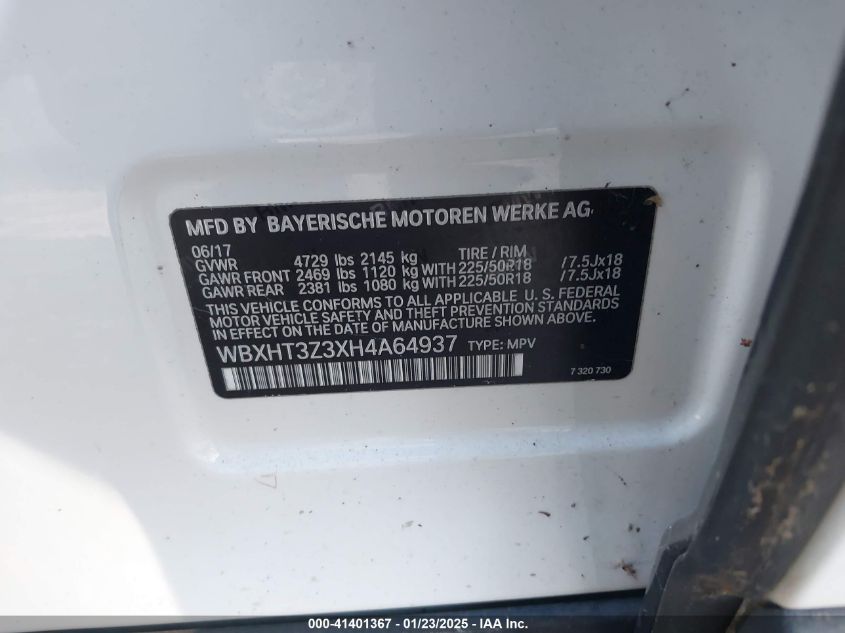 MFD BY BAYERISCHE MOTOREN WERKE AG
06/17
GVWR 4729 lbs 2145 kg TIRE / RIM
GAWR FRONT 2469 lbs 1120 kg WITH 225/50R18 /7.5Jx18
GAWR REAR 2381 lbs 1080 kg WITH 225/50R18 /7.5Jx18
THIS VEHICLE CONFORMS TO ALL APPLICABLE U. S. FEDERAL
MOTOR VEHICLE SAFETY AND THEFT PREVENTION STANDARDS
IN EFFECT ON THE DATE OF MANUFACTURE SHOWN ABOVE.
WBXHT3Z3XH4A64937 TYPE: MPV
7 320 730
000-41401367 - 01/23/2025 - IAA Inc.